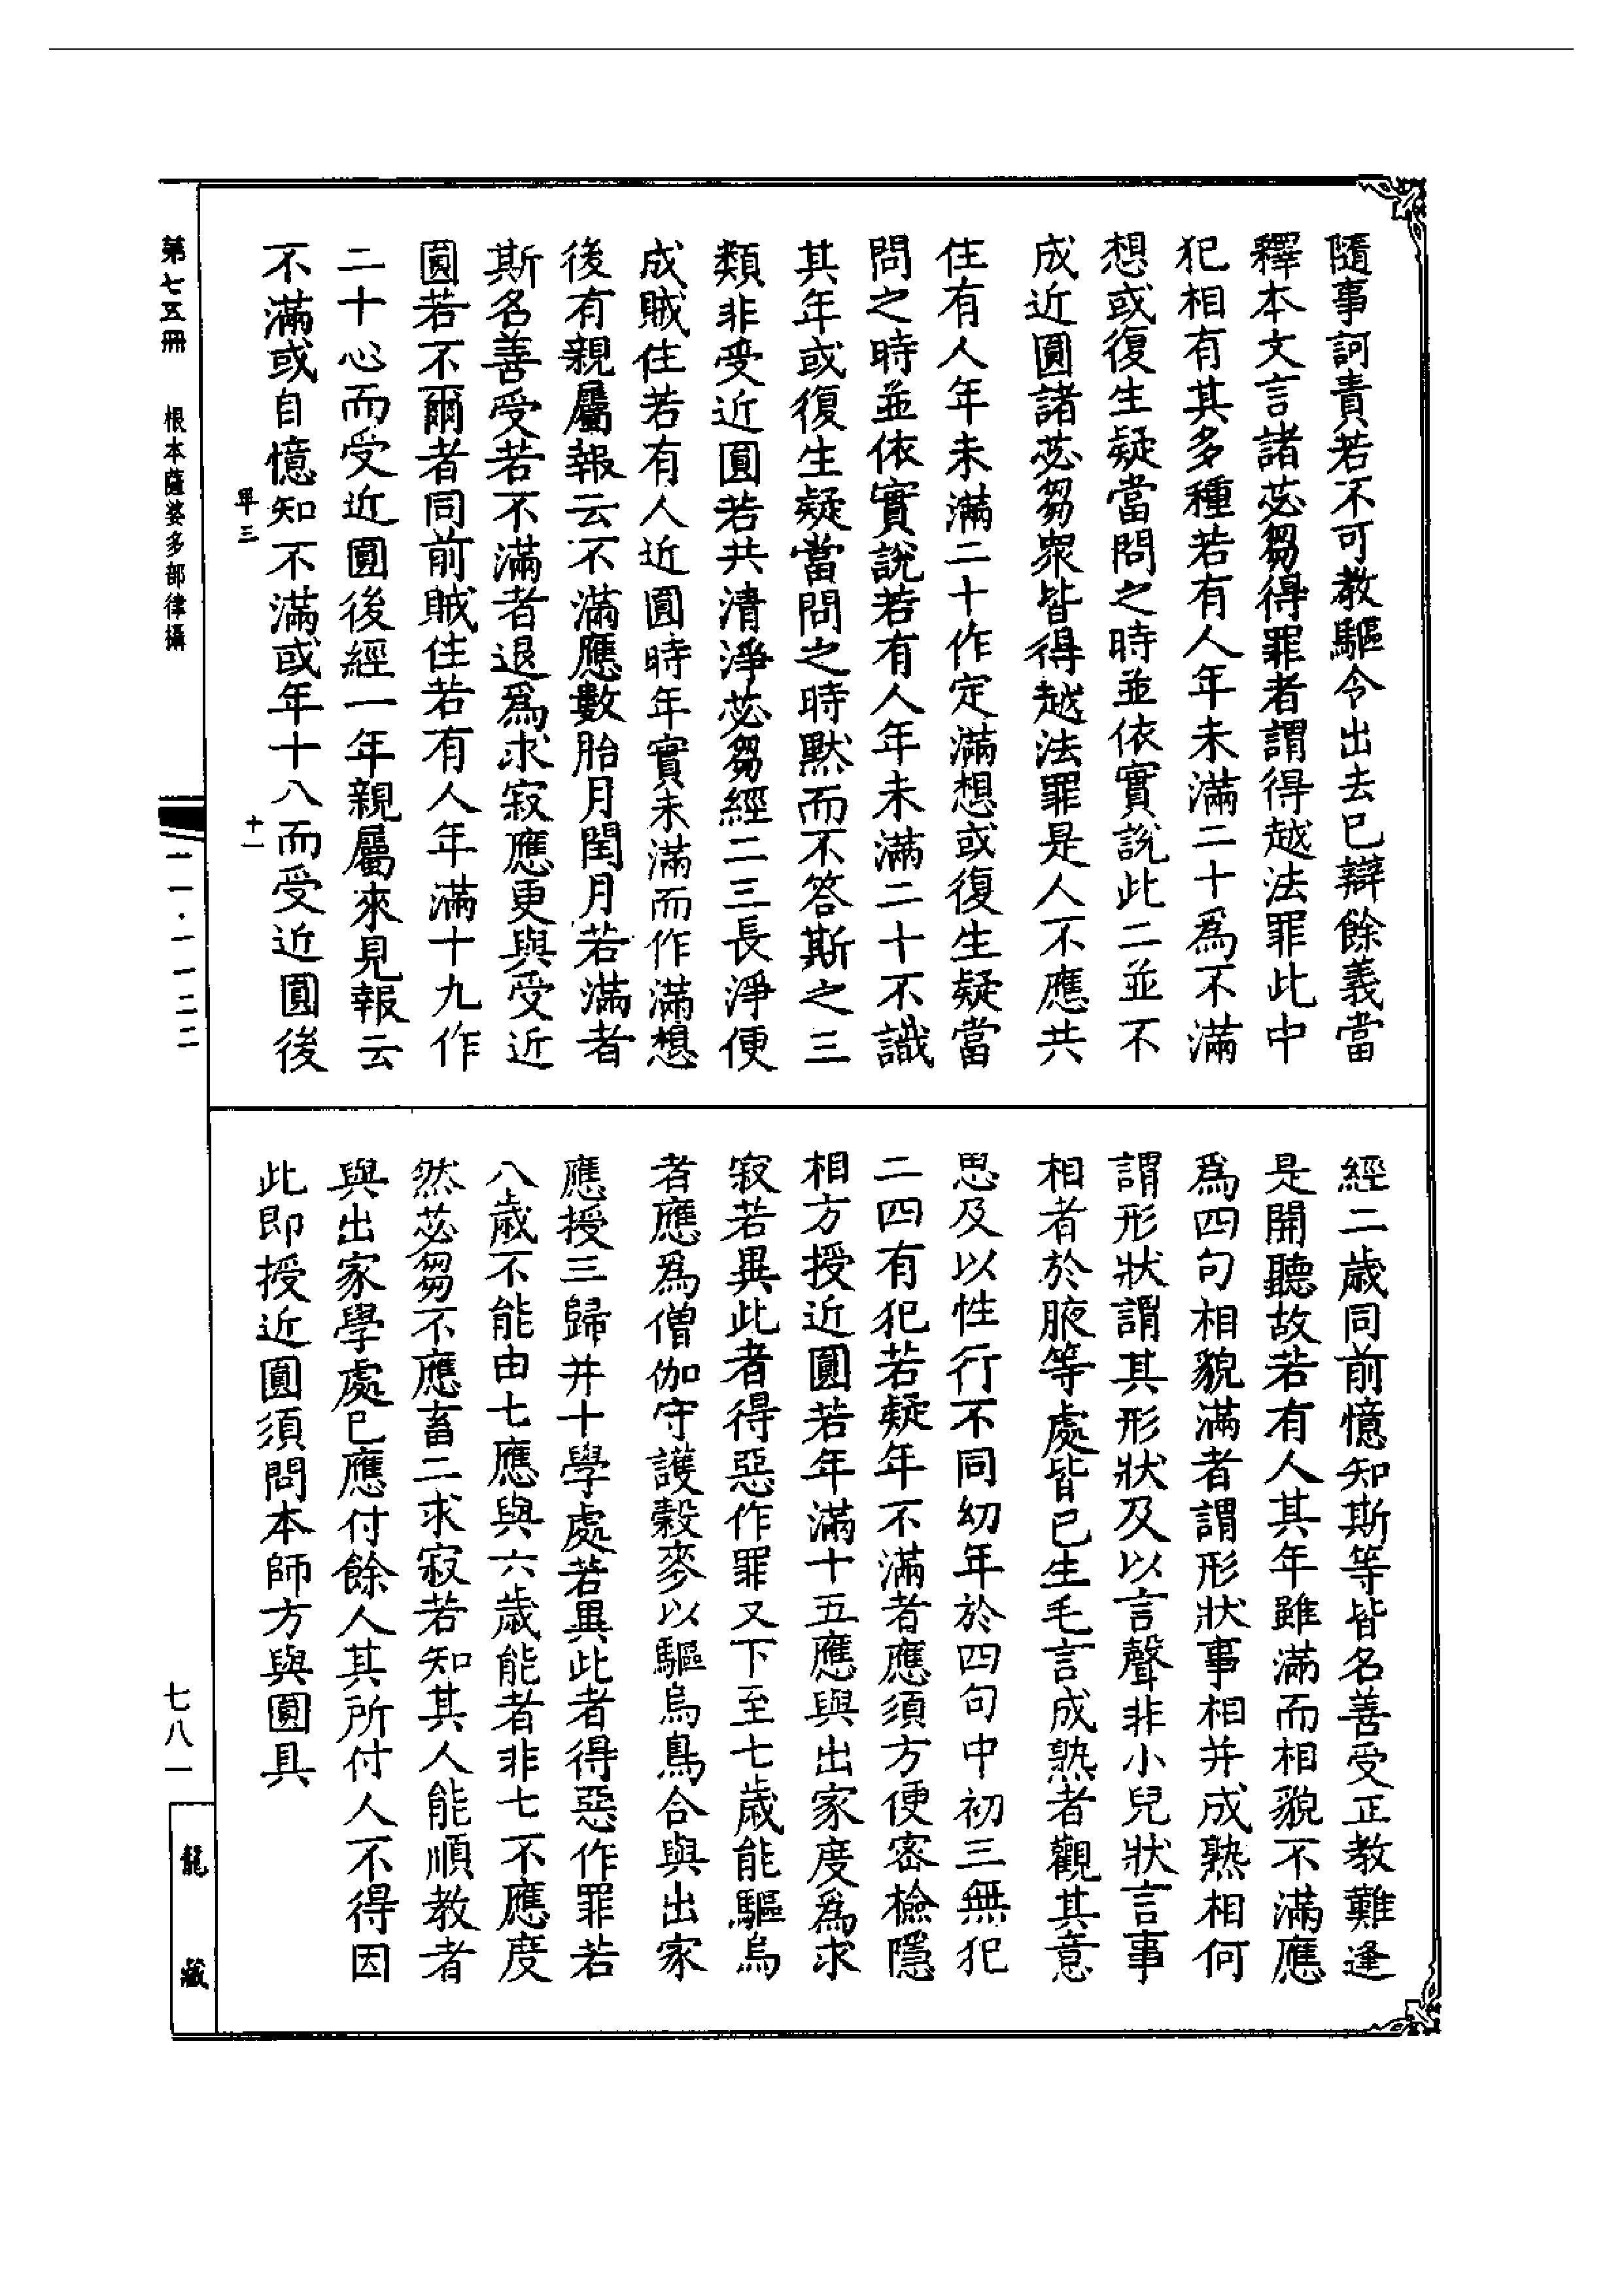 隨事訶責若不可教驅令出去已辯餘義當
釋本文言諸苾芻得罪者謂得越法罪此中
犯相有其多種若有人年未滿二十爲不滿
想或復生疑當問之時並依實說此二並不
成近圓諸苾芻衆皆得越法罪是人不應共
住有人年未滿二十作定滿想或復生疑當
問之時並依實說若有人年未滿二十不識
其年或復生疑當問之時默而不答斯之三
類非受近圓若共清淨苾芻經二三長淨便
成賊住若有人近圓時年實未滿而作滿想
後有親屬報云不滿應數胎月閏月若滿者
斯名善受若不滿者退爲求寂應更與受近
圓若不爾者同前賊住若有人年滿十九作
二十心而受近圓後經一年親屬來見報云
不滿或自憶知不滿或年十八而受近圓後
經二歲同前憶知斯等皆名善受正教難逢
是開聽故若有人其年雖滿而相貌不滿應
爲四句相貌滿者謂形狀事相并成熟相何
謂形狀謂其形狀及以言聲非小兒狀言事
相者於腋等處皆已生毛言成熟者觀其意
思及以性行不同幼年於四句中初三無犯
二四有犯若疑年不滿者應須方便密檢隱
相方授近圓若年滿十五應與出家度爲求
寂若異此者得惡作罪又下至七歲能驅烏
者應爲僧伽守護穀麥以驅烏鳥合與出家
應授三歸并十學處若異此者得惡作罪若
八歲不能由七應與六歲能者非七不應度
然苾芻不應畜二求寂若知其人能順教者
與出家學處已應付餘人其所付人不得因
此即授近圓須問本師方與圓具
第七五冊 根本薩婆多部律攝
單三 十一
一一·一一二二
七八一
龍藏